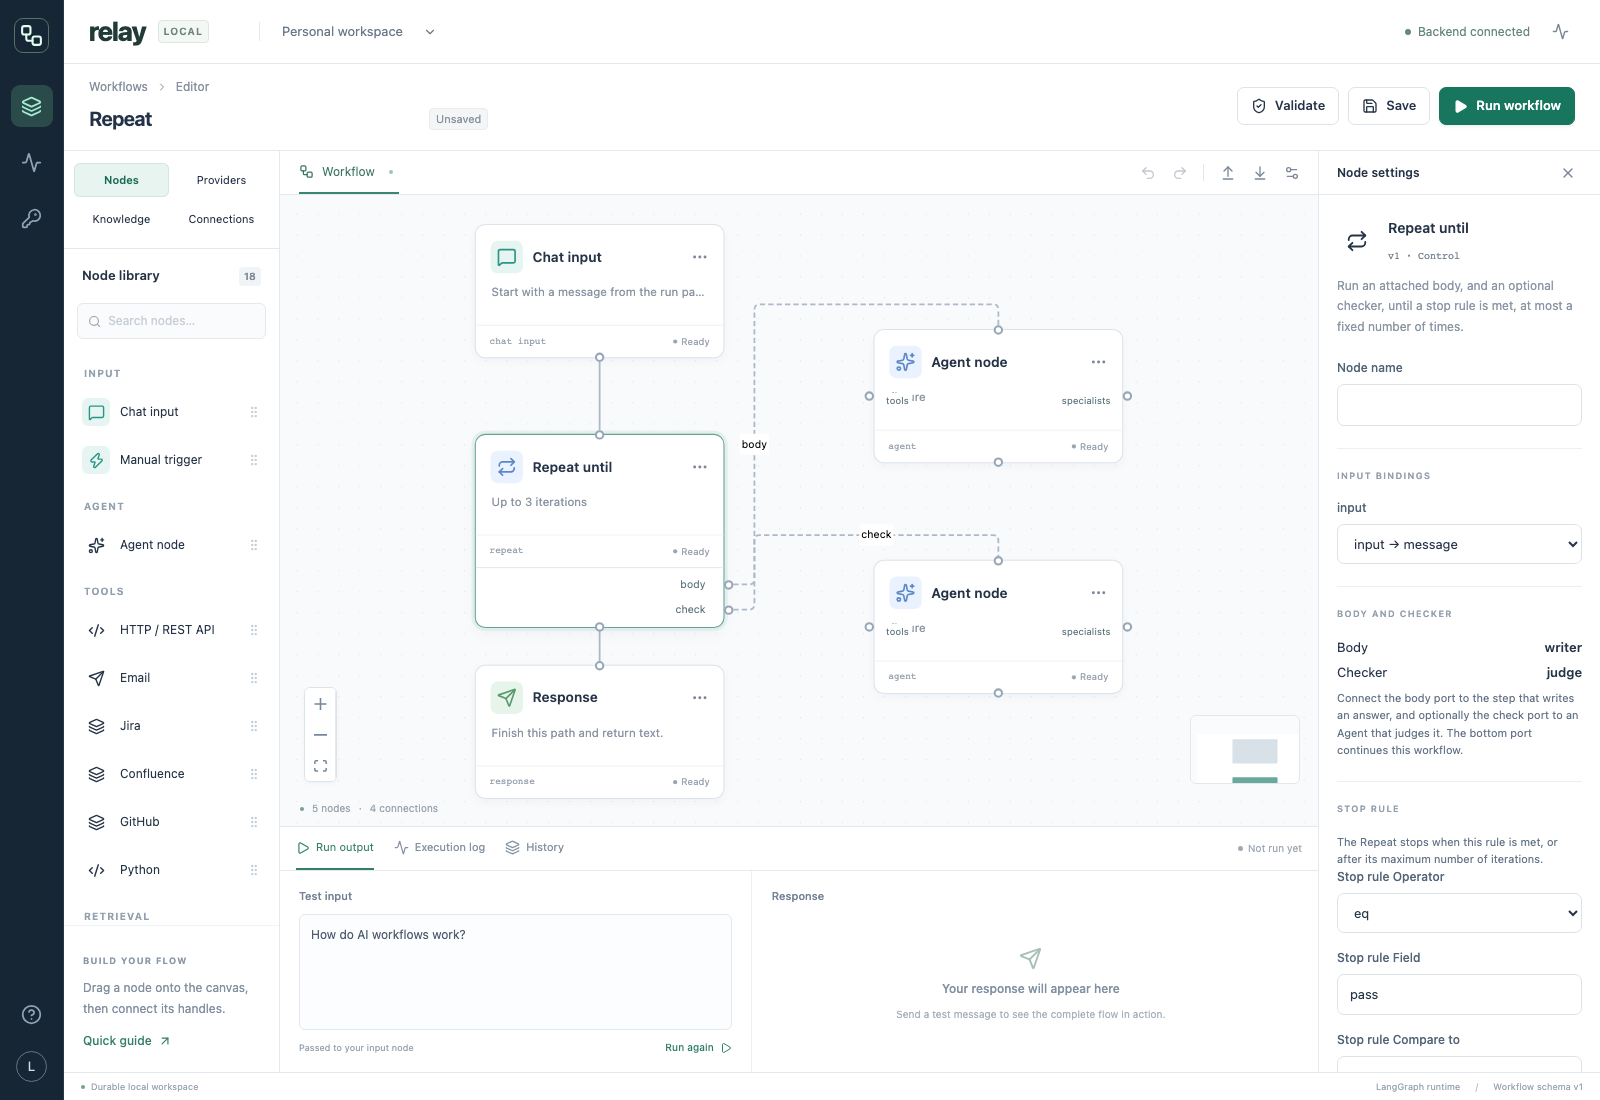 relay
LOCAL
Personal workspace
Backend connected
Workflows
Editor
Repeat
Unsaved
Validate
Save
Run workflow
Nodes
Providers
Knowledge
Connections
Node library
18
Search nodes...
INPUT
Chat input
Manual trigger
AGENT
Agent node
TOOLS
HTTP / REST API
Email
Jira
Confluence
GitHub
Python
RETRIEVAL
BUILD YOUR FLOW
Drag a node onto the canvas,
then connect its handles.
Quick guide
L
Workflow
Chat input
Start with a message from the run pa...
chat input
Ready
Repeat until
Up to 3 iterations
repeat
Ready
body
check
Response
Finish this path and return text.
response
Ready
body
check
Agent node
tools
specialists
agent
Ready
Agent node
tools
specialists
agent
Ready
5 nodes · 4 connections
Run output
Execution log
History
Not run yet
Test input
How do AI workflows work?
Passed to your input node
Run again
Response
Your response will appear here
Send a test message to see the complete flow in action.
Node settings
Repeat until
v1 · Control
Run an attached body, and an optional
checker, until a stop rule is met, at most a
fixed number of times.
Node name
INPUT BINDINGS
input
input → message
BODY AND CHECKER
Body
writer
Checker
judge
Connect the body port to the step that writes
an answer, and optionally the check port to an
Agent that judges it. The bottom port
continues this workflow.
STOP RULE
The Repeat stops when this rule is met, or
after its maximum number of iterations.
Stop rule Operator
eq
Stop rule Field
pass
Stop rule Compare to
Durable local workspace
LangGraph runtime / Workflow schema v1